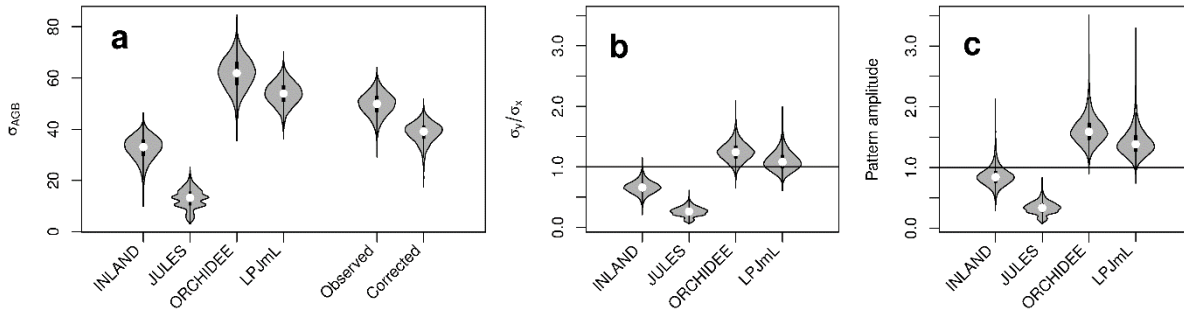 a
σAGB
80
60
40
20
0
INLAND
JULES
ORCHIDEE
LPJmL
Observed
Corrected
b
σy/σx
3.0
2.0
1.0
0.0
INLAND
JULES
ORCHIDEE
LPJmL
c
Pattern amplitude
3.0
2.0
1.0
0.0
INLAND
JULES
ORCHIDEE
LPJmL